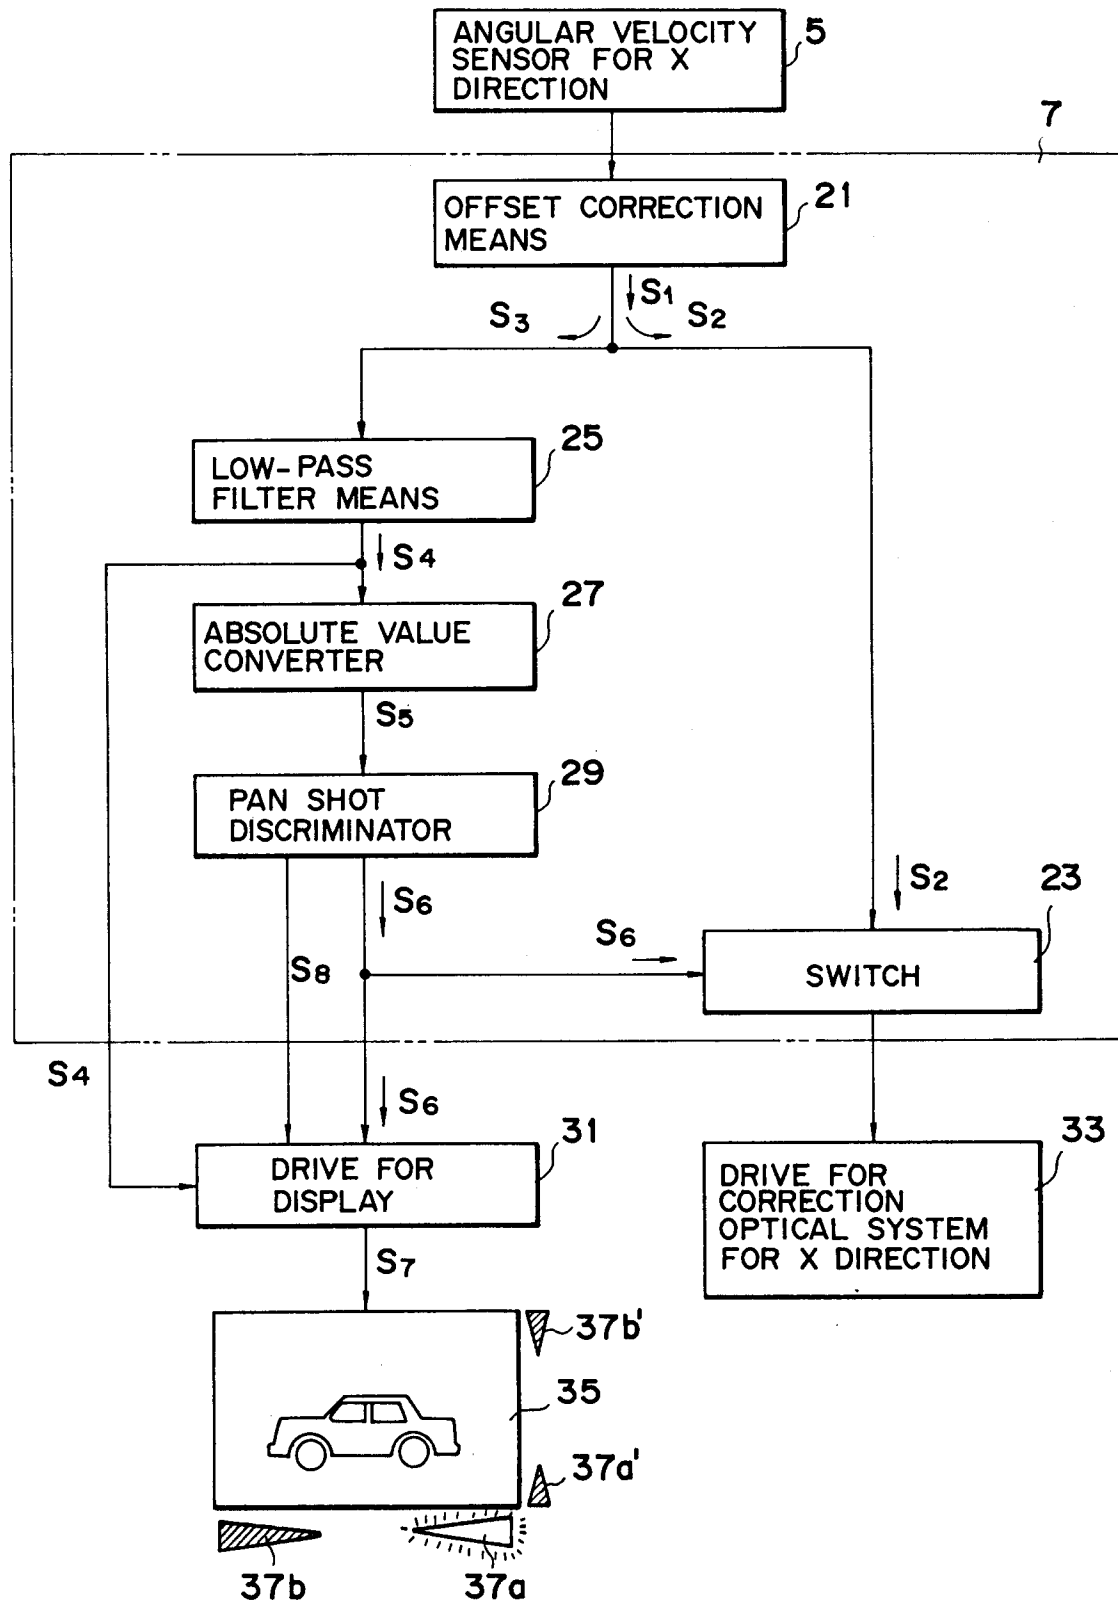 ANGULAR VELOCITY
SENSOR FOR X
DIRECTION
5
7
OFFSET CORRECTION
MEANS
21
S1
S3
S2
LOW-PASS
FILTER MEANS
25
S4
ABSOLUTE VALUE
CONVERTER
27
S5
PAN SHOT
DISCRIMINATOR
29
S6
S2
23
S6
S8
SWITCH
S4
S6
DRIVE FOR
DISPLAY
31
DRIVE FOR
CORRECTION
OPTICAL SYSTEM
FOR X DIRECTION
33
S7
37b'
35
37a'
37b
37a